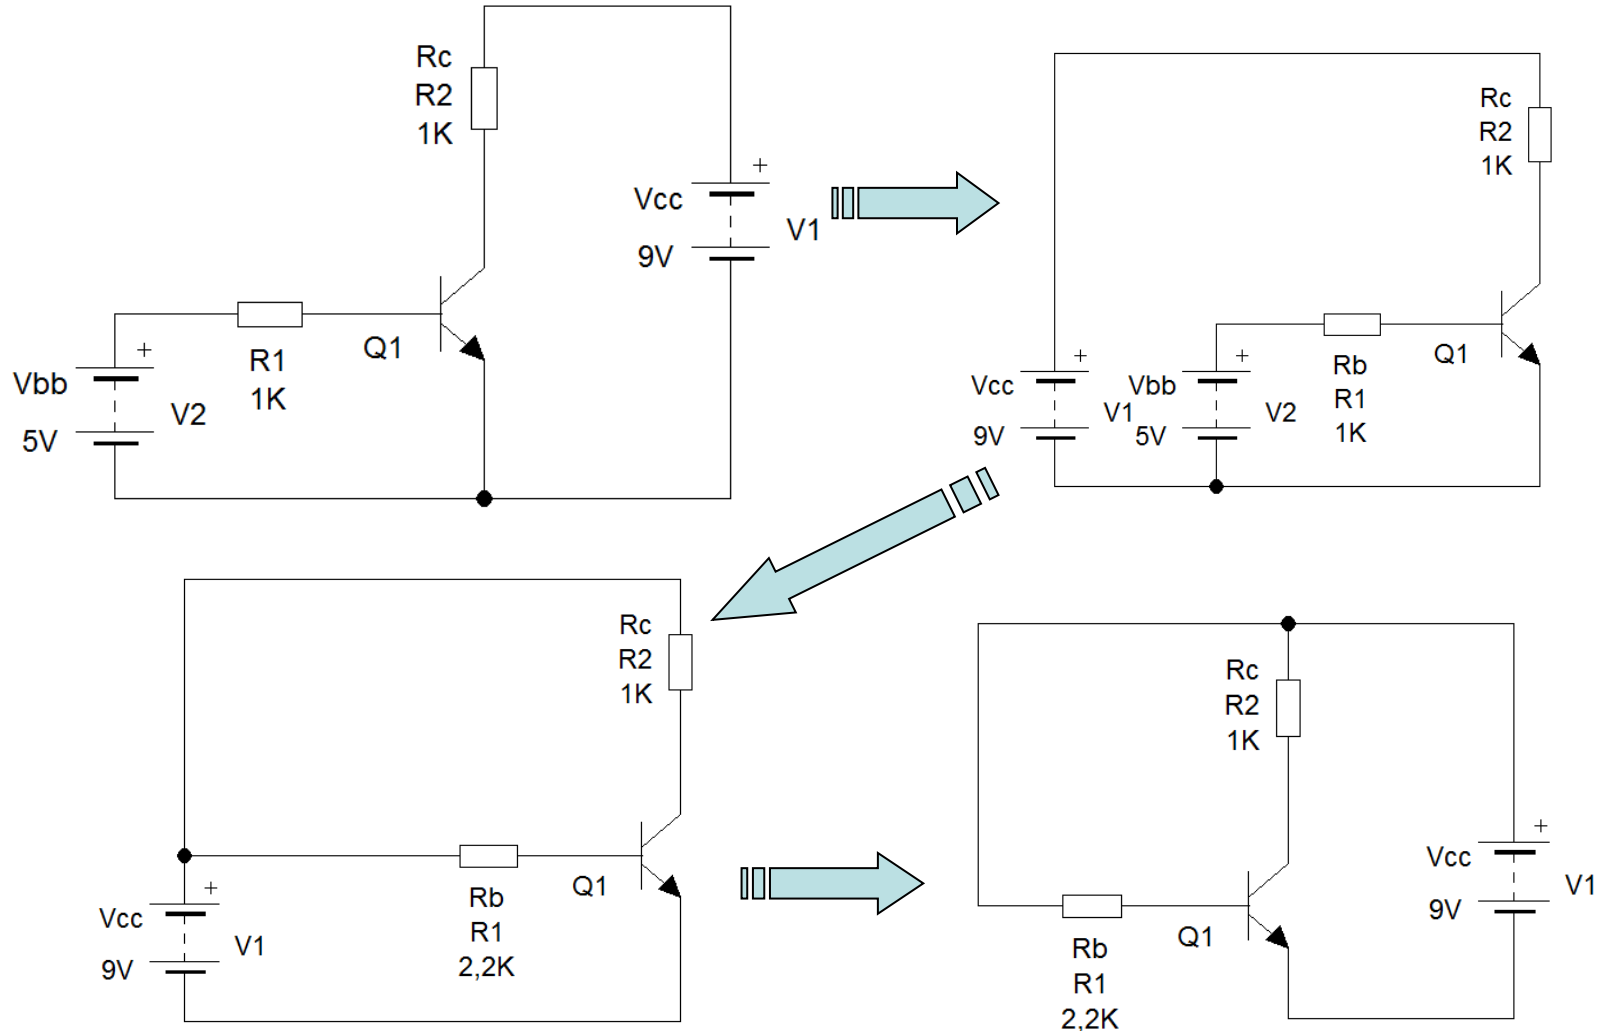 Rc
R2
1K
+
Vcc
V1
9V
+
Vbb
V2
5V
R1
1K
Q1
Rc
R2
1K
+
Vcc
V1
9V
+
Vbb
V2
5V
Rb
R1
1K
Q1
Rc
R2
1K
+
Vcc
V1
9V
Rb
R1
2,2K
Q1
Rc
R2
1K
+
Vcc
V1
9V
Rb
R1
2,2K
Q1